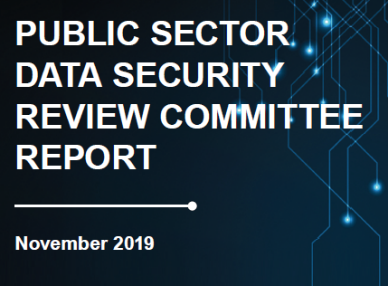 PUBLIC SECTOR
DATA SECURITY
REVIEW COMMITTEE
REPORT
November 2019